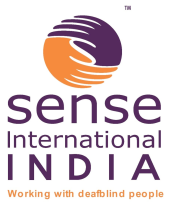 TM
sense
International
INDIA
Working with deafblind people